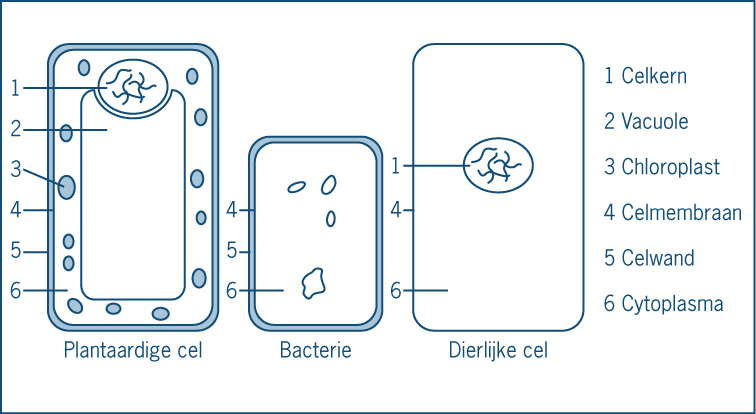 1
2
3
4
5
6
Plantaardige cel
4
5
6
Bacterie
1
4
6
Dierlijke cel
1 Celkern
2 Vacuole
3 Chloroplast
4 Celmembraan
5 Celwand
6 Cytoplasma